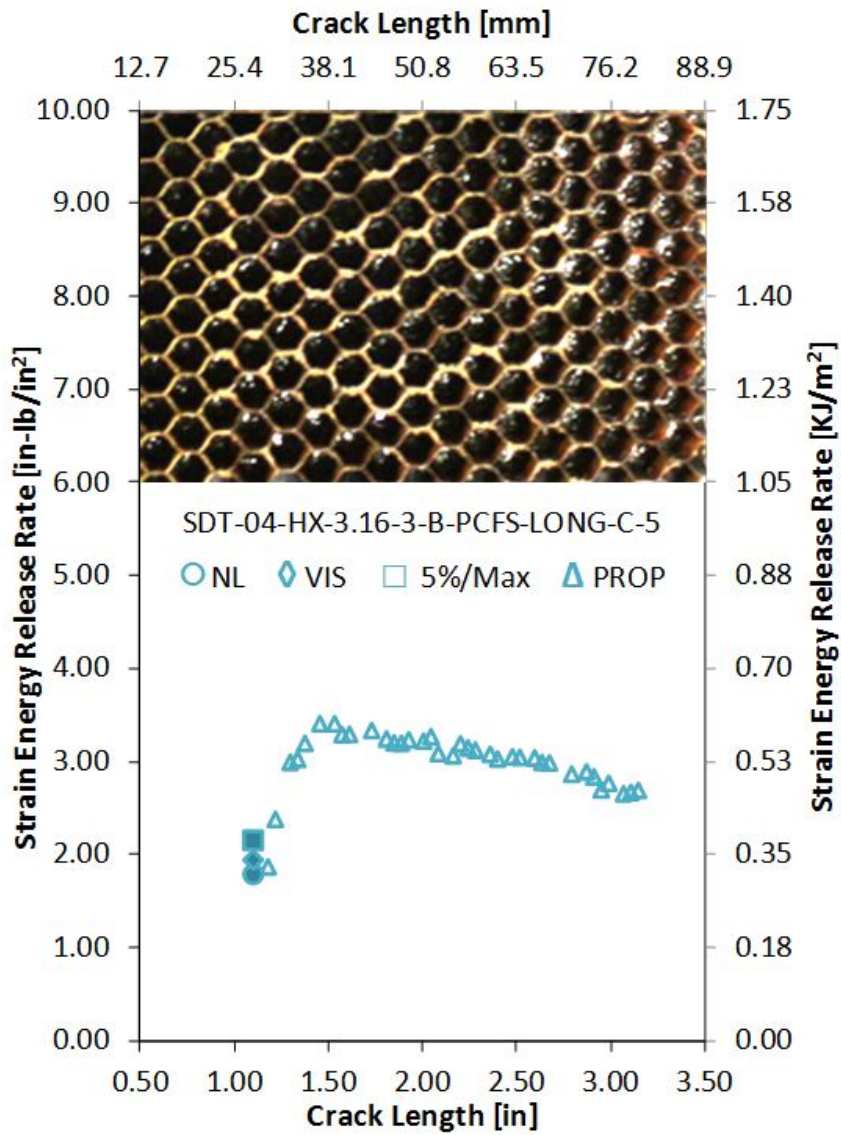 Crack Length [mm]
12.7 25.4 38.1 50.8 63.5 76.2 88.9
10.00 1.75
9.00 1.58
8.00 1.40
7.00 1.23
6.00 1.05
SDT-04-HX-3.16-3-B-PCFS-LONG-C-5
NL VIS 5%/Max PROP
5.00 0.88
4.00 0.70
3.00 0.53
2.00 0.35
1.00 0.18
0.00 0.00
0.50 1.00 1.50 2.00 2.50 3.00 3.50
Crack Length [in]
Strain Energy Release Rate [in-lb/in²]
Strain Energy Release Rate [KJ/m²]